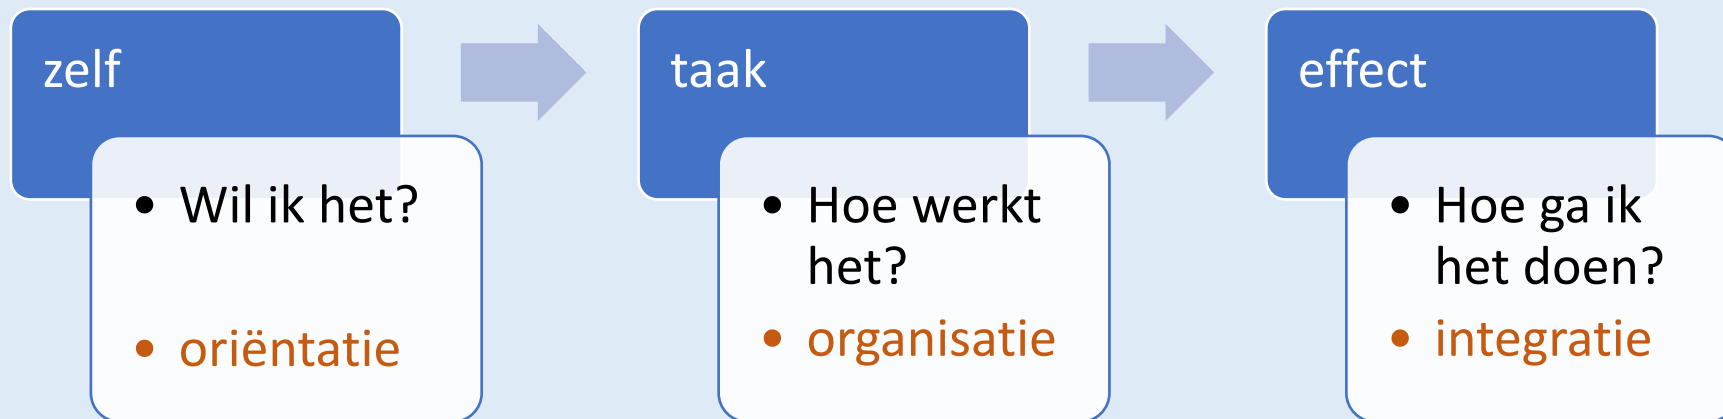 zelf
• Wil ik het?
• oriëntatie
taak
• Hoe werkt
het?
• organisatie
effect
• Hoe ga ik
het doen?
• integratie